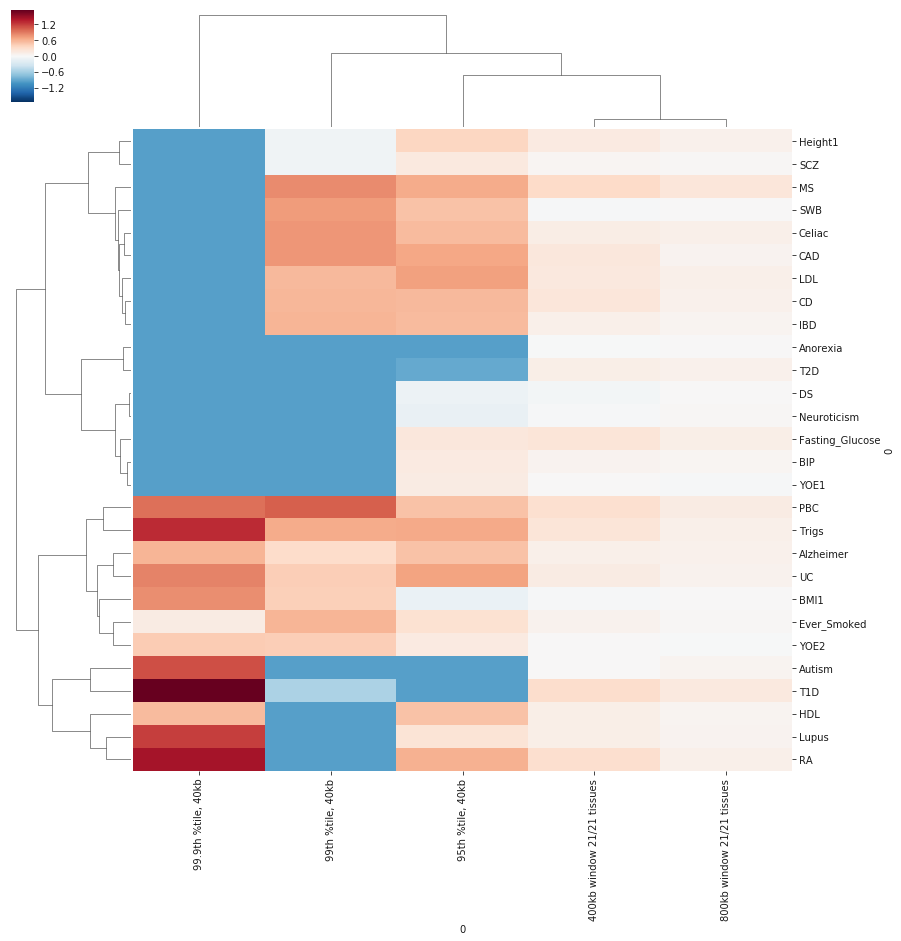 1.2
0.6
0.0
−0.6
−1.2
Height1
SCZ
MS
SWB
Celiac
CAD
LDL
CD
IBD
Anorexia
T2D
DS
Neuroticism
Fasting_Glucose
BIP
YOE1
PBC
Trigs
Alzheimer
UC
BMI1
Ever_Smoked
YOE2
Autism
T1D
HDL
Lupus
RA
0
99.9th %tile, 40kb
99th %tile, 40kb
95th %tile, 40kb
400kb window 21/21 tissues
800kb window 21/21 tissues
0